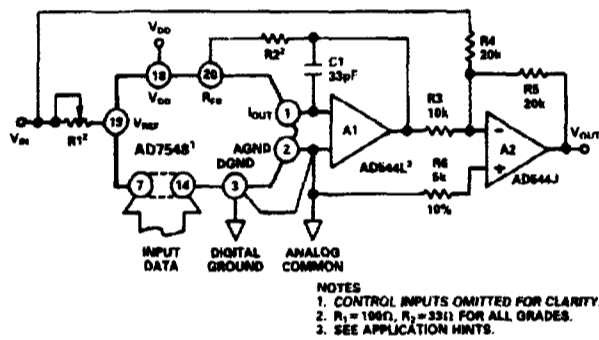 R4
20k
VDD
R2²
C1
33pF
R5
20k
18
VDD
20
RFB
IOUT
1
A1
R3
10k
VIN
R1²
19
VREF
AD7548¹
AGND
2
DGND
AD544L³
A2
VOUT
AD544J
R6
5k
10%
7
14
3
INPUT
DATA
DIGITAL
GROUND
ANALOG
COMMON
NOTES
1. CONTROL INPUTS OMITTED FOR CLARITY.
2. R₁ = 100Ω, R₂ = 33Ω FOR ALL GRADES.
3. SEE APPLICATION HINTS.